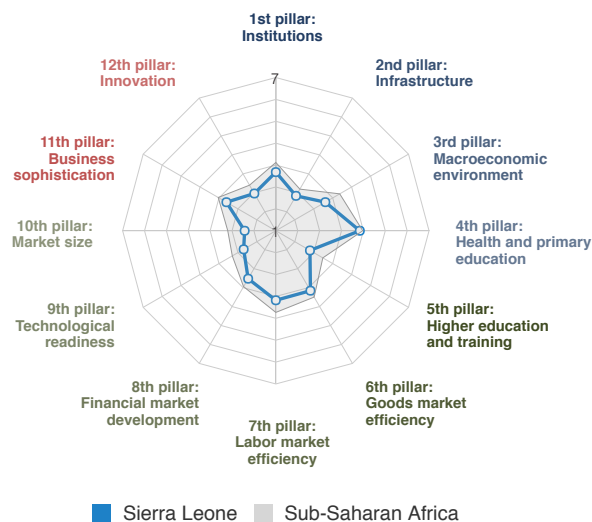 1st pillar:
Institutions
2nd pillar:
Infrastructure
3rd pillar:
Macroeconomic
environment
4th pillar:
Health and primary
education
5th pillar:
Higher education
and training
6th pillar:
Goods market
efficiency
7th pillar:
Labor market
efficiency
8th pillar:
Financial market
development
9th pillar:
Technological
readiness
10th pillar:
Market size
11th pillar:
Business
sophistication
12th pillar:
Innovation
7
1
Sierra Leone
Sub-Saharan Africa